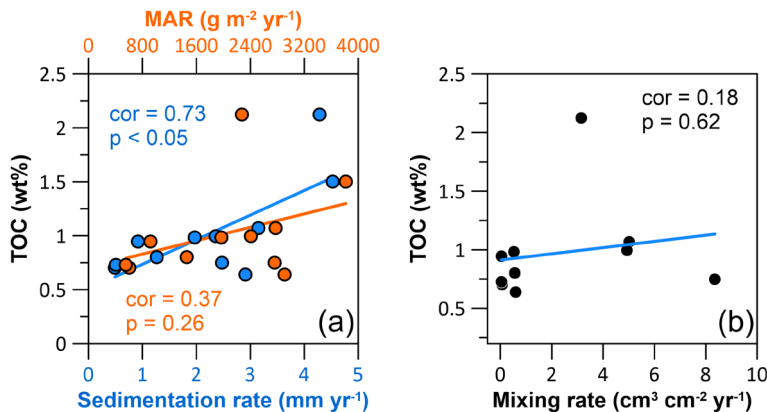 MAR (g m⁻² yr⁻¹)
0 800 1600 2400 3200 4000
2.5
2
1.5
1
0.5
0
TOC (wt%)
cor = 0.73
p < 0.05
cor = 0.37
p = 0.26
(a)
0 1 2 3 4 5
Sedimentation rate (mm yr⁻¹)
2.5
2
1.5
1
0.5
TOC (wt%)
cor = 0.18
p = 0.62
(b)
0 2 4 6 8 10
Mixing rate (cm³ cm⁻² yr⁻¹)